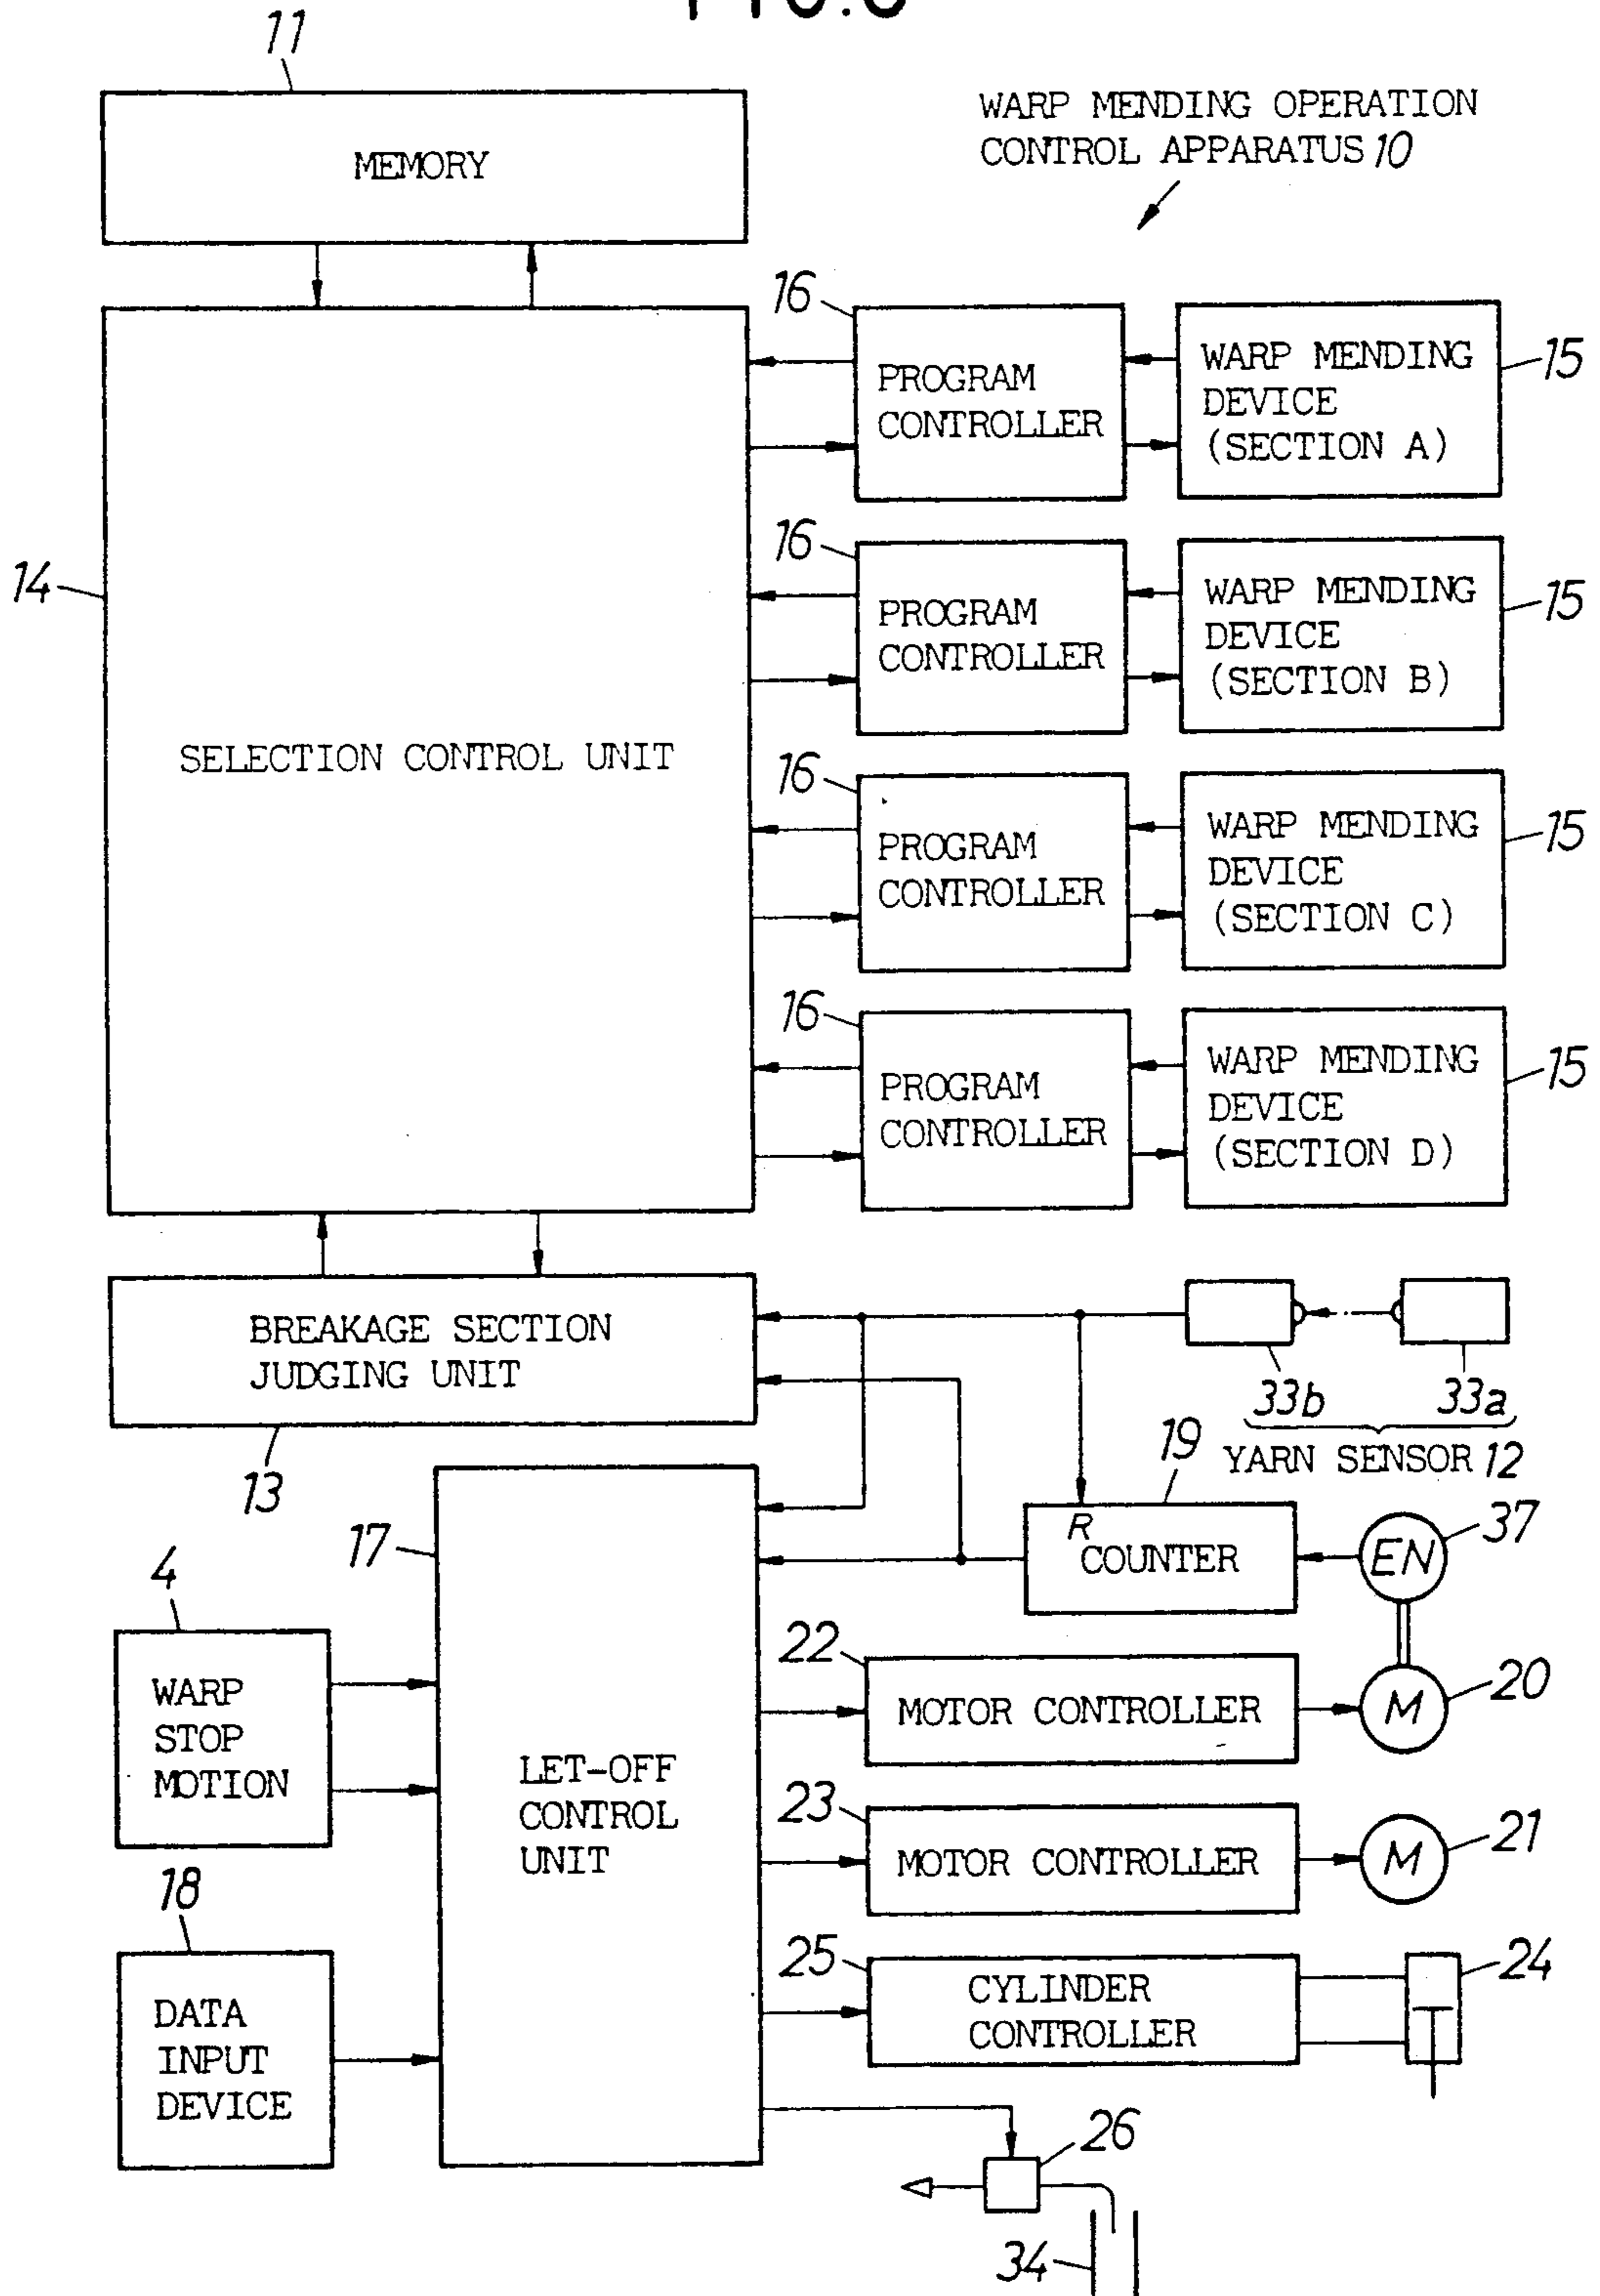 11
MEMORY
WARP MENDING OPERATION
CONTROL APPARATUS 10
14
SELECTION CONTROL UNIT
16
PROGRAM
CONTROLLER
WARP MENDING
DEVICE
(SECTION A)
15
16
PROGRAM
CONTROLLER
WARP MENDING
DEVICE
(SECTION B)
15
16
PROGRAM
CONTROLLER
WARP MENDING
DEVICE
(SECTION C)
15
16
PROGRAM
CONTROLLER
WARP MENDING
DEVICE
(SECTION D)
15
BREAKAGE SECTION
JUDGING UNIT
13
33b
33a
YARN SENSOR 12
19
R
COUNTER
EN
37
17
LET-OFF
CONTROL
UNIT
4
WARP
STOP
MOTION
22
MOTOR CONTROLLER
M
20
23
MOTOR CONTROLLER
M
21
18
DATA
INPUT
DEVICE
25
CYLINDER
CONTROLLER
24
26
34